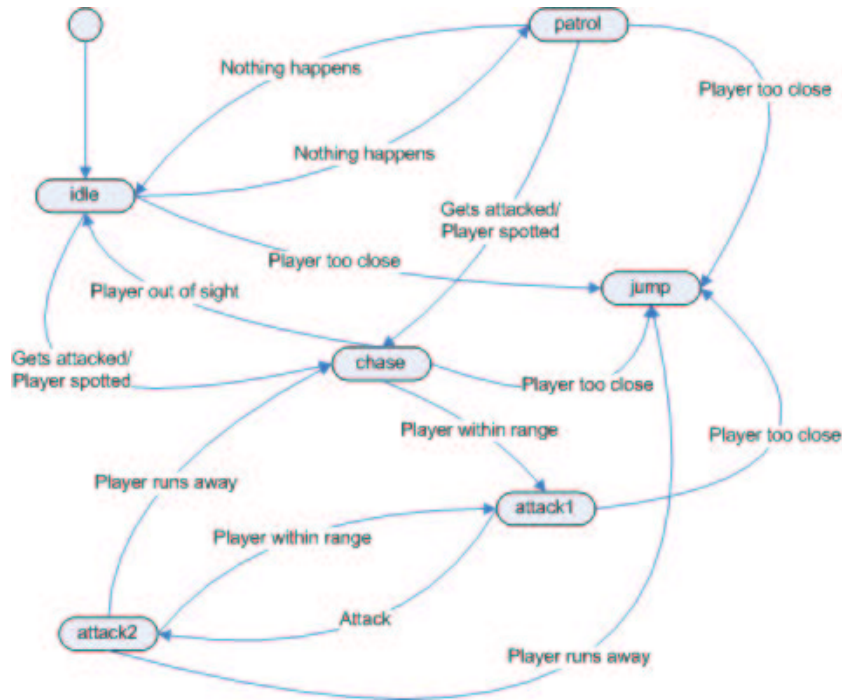 patrol
Nothing happens
Player too close
Nothing happens
idle
Gets attacked/
Player spotted
Player too close
Player out of sight
jump
Gets attacked/
Player spotted
chase
Player too close
Player within range
Player too close
Player runs away
attack1
Player within range
Attack
attack2
Player runs away